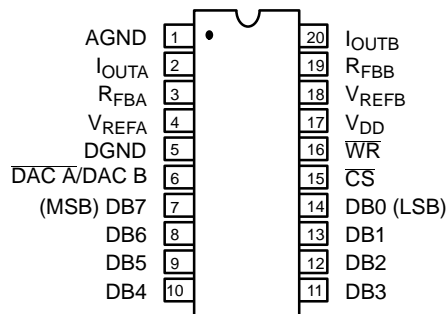 AGND 1 20 IOUTB
IOUTA 2 19 RFBB
RFBA 3 18 VREFB
VREFA 4 17 VDD
DGND 5 16 WR
DAC A/DAC B 6 15 CS
(MSB) DB7 7 14 DB0 (LSB)
DB6 8 13 DB1
DB5 9 12 DB2
DB4 10 11 DB3